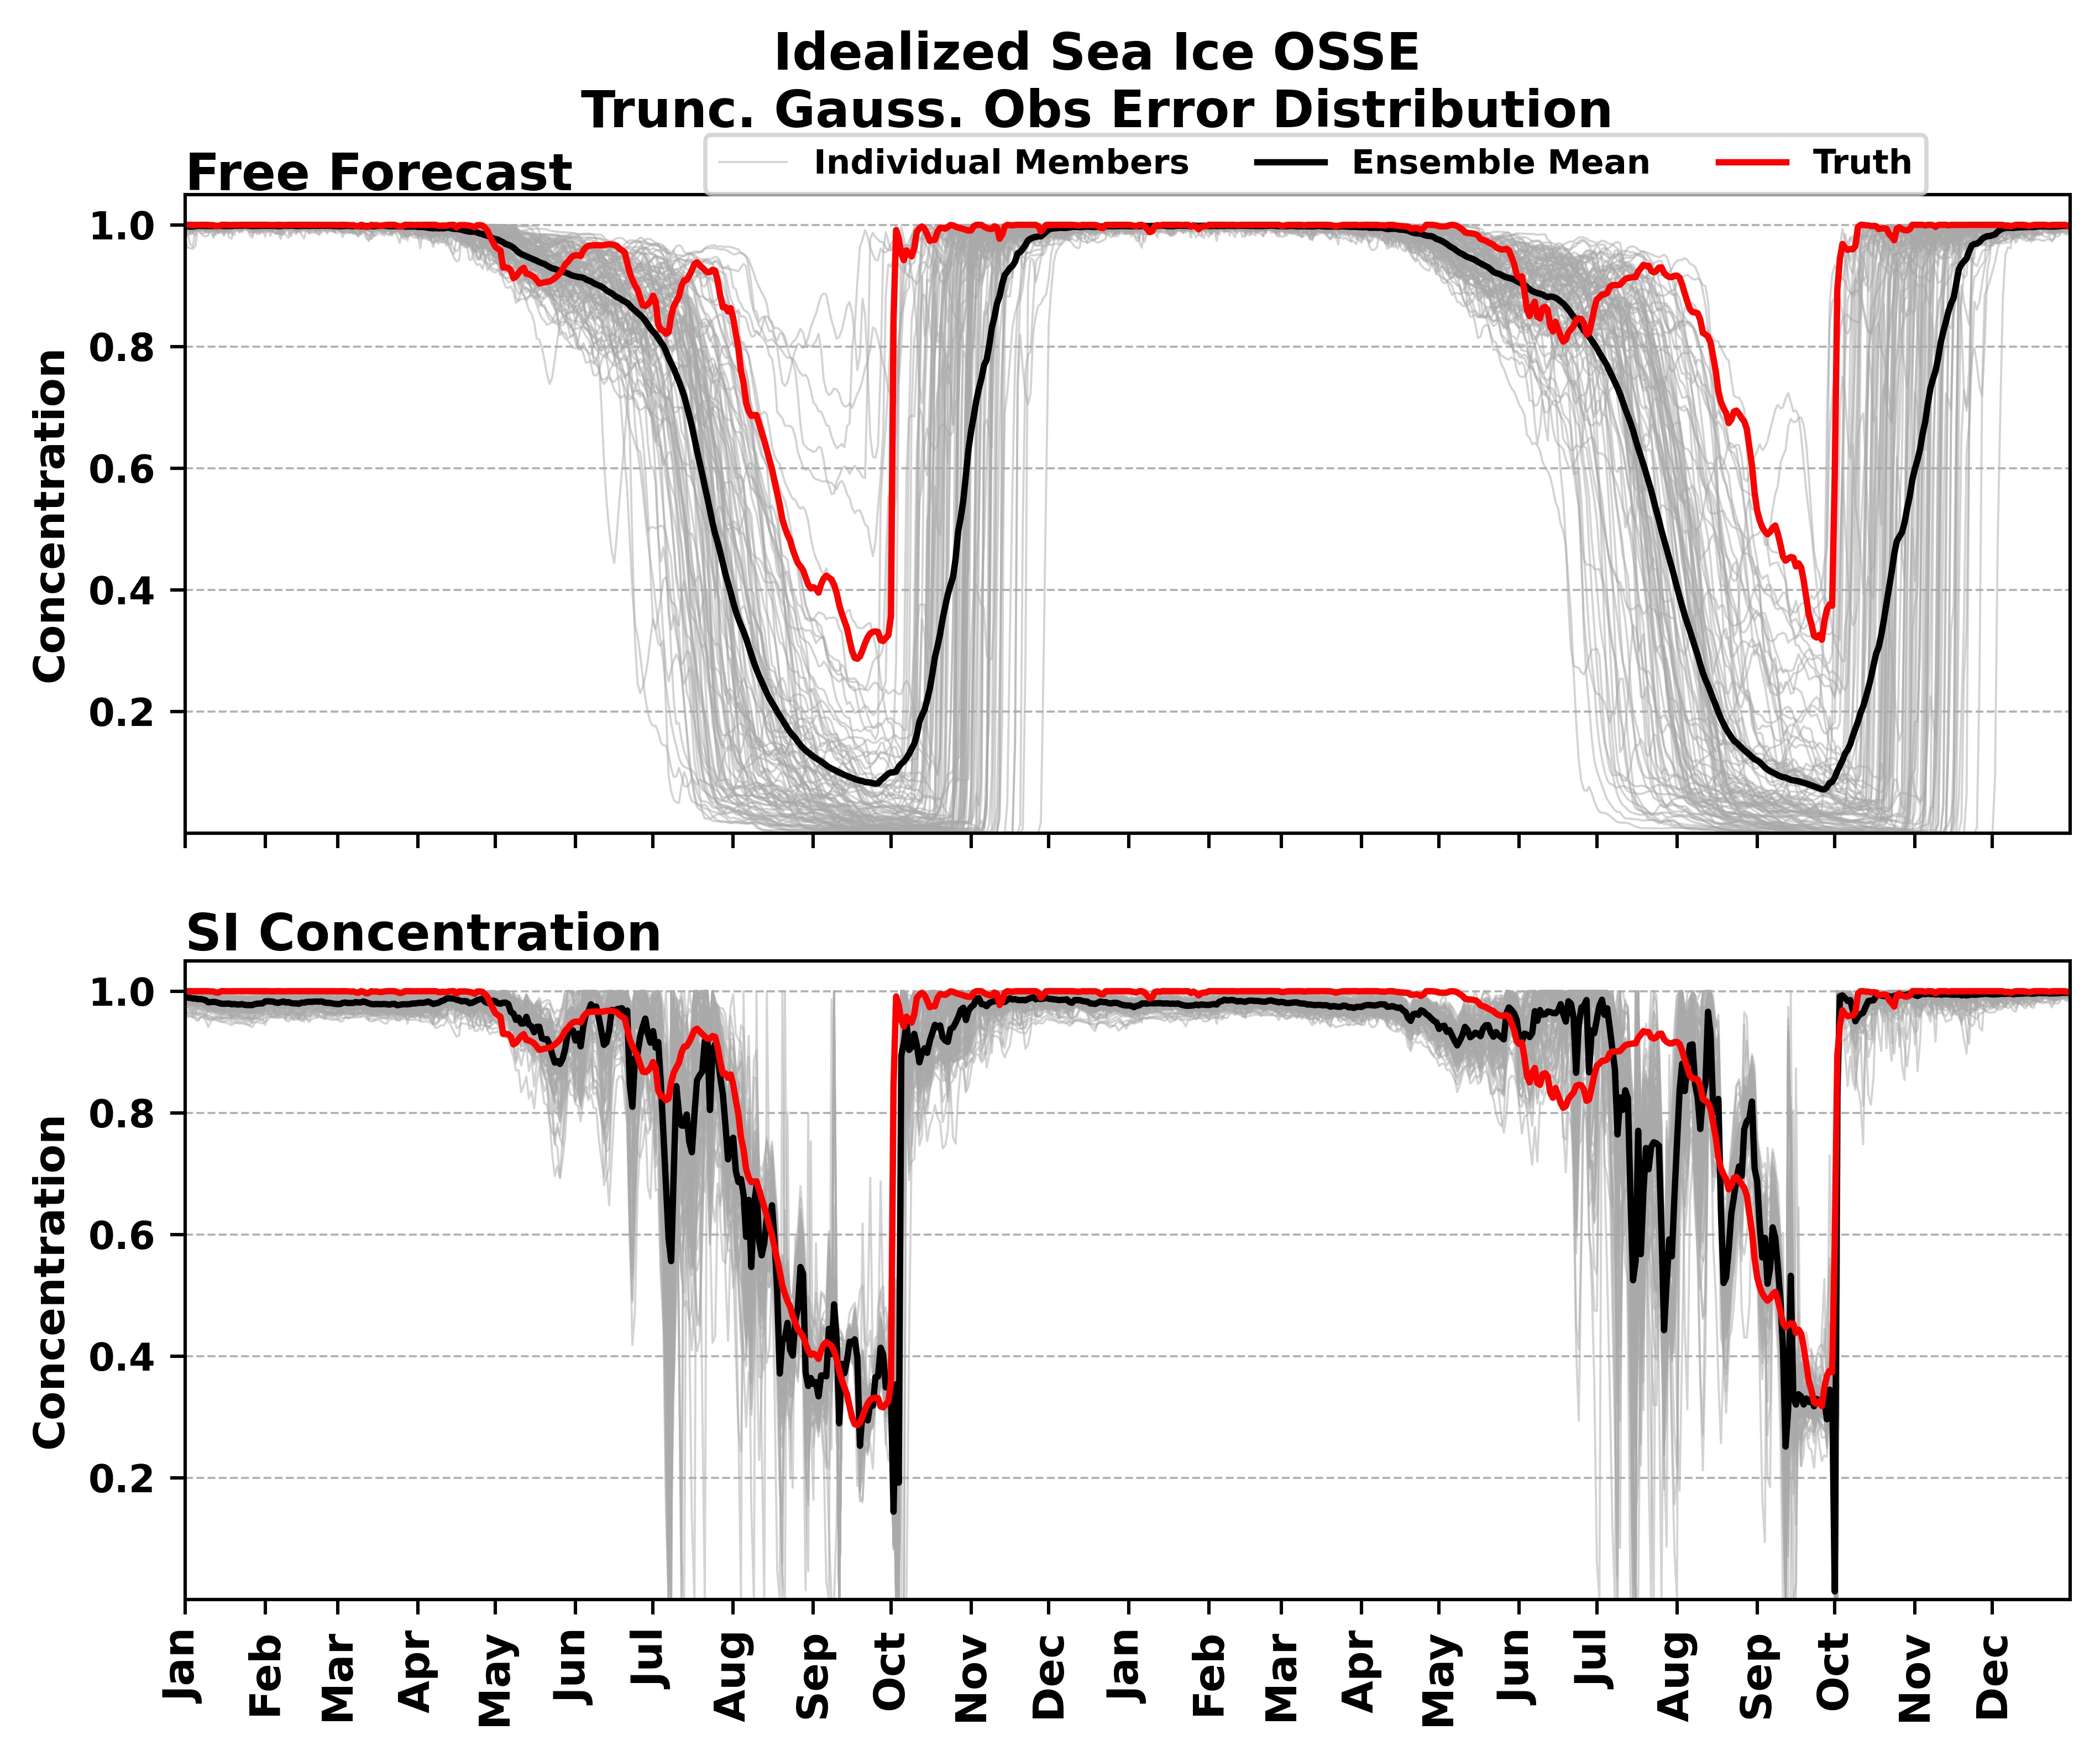 Idealized Sea Ice OSSE
Trunc. Gauss. Obs Error Distribution
Free Forecast
Individual Members Ensemble Mean Truth
Concentration
1.0
0.8
0.6
0.4
0.2
SI Concentration
Concentration
1.0
0.8
0.6
0.4
0.2
Jan Feb Mar Apr May Jun Jul Aug Sep Oct Nov Dec Jan Feb Mar Apr May Jun Jul Aug Sep Oct Nov Dec